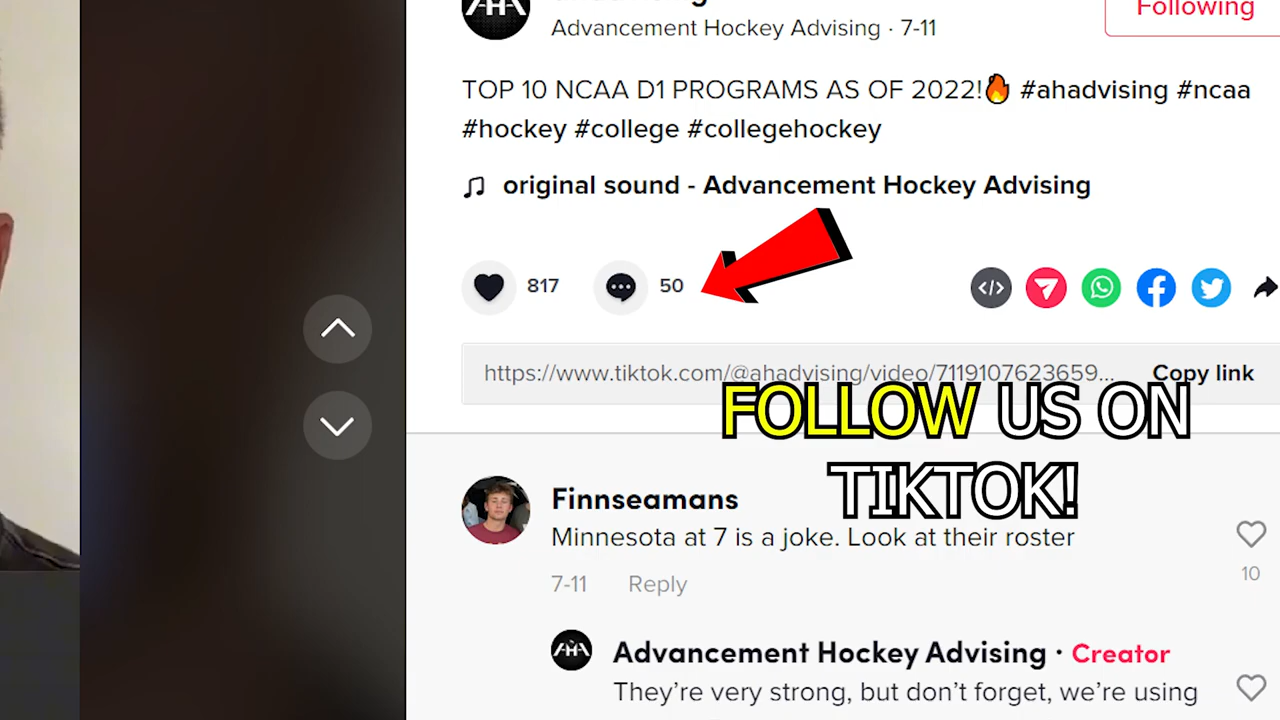 Advancement Hockey Advising · 7-11
Following
TOP 10 NCAA D1 PROGRAMS AS OF 2022!🔥 #ahadvising #ncaa
#hockey #college #collegehockey
original sound - Advancement Hockey Advising
817
50
https://www.tiktok.com/@ahadvising/video/7119107623659...
Copy link
FOLLOW US ON
TIKTOK!
Finnseamans
Minnesota at 7 is a joke. Look at their roster
10
7-11 Reply
AHA
Advancement Hockey Advising · Creator
They're very strong, but don't forget, we're using